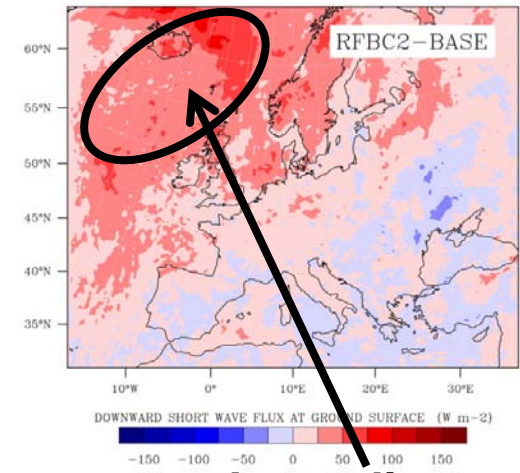 RFBC2-BASE
60°N
55°N
50°N
45°N
40°N
35°N
10°W 0° 10°E 20°E 30°E
DOWNWARD SHORT WAVE FLUX AT GROUND SURFACE (W m-2)
-150 -100 -50 0 50 100 150